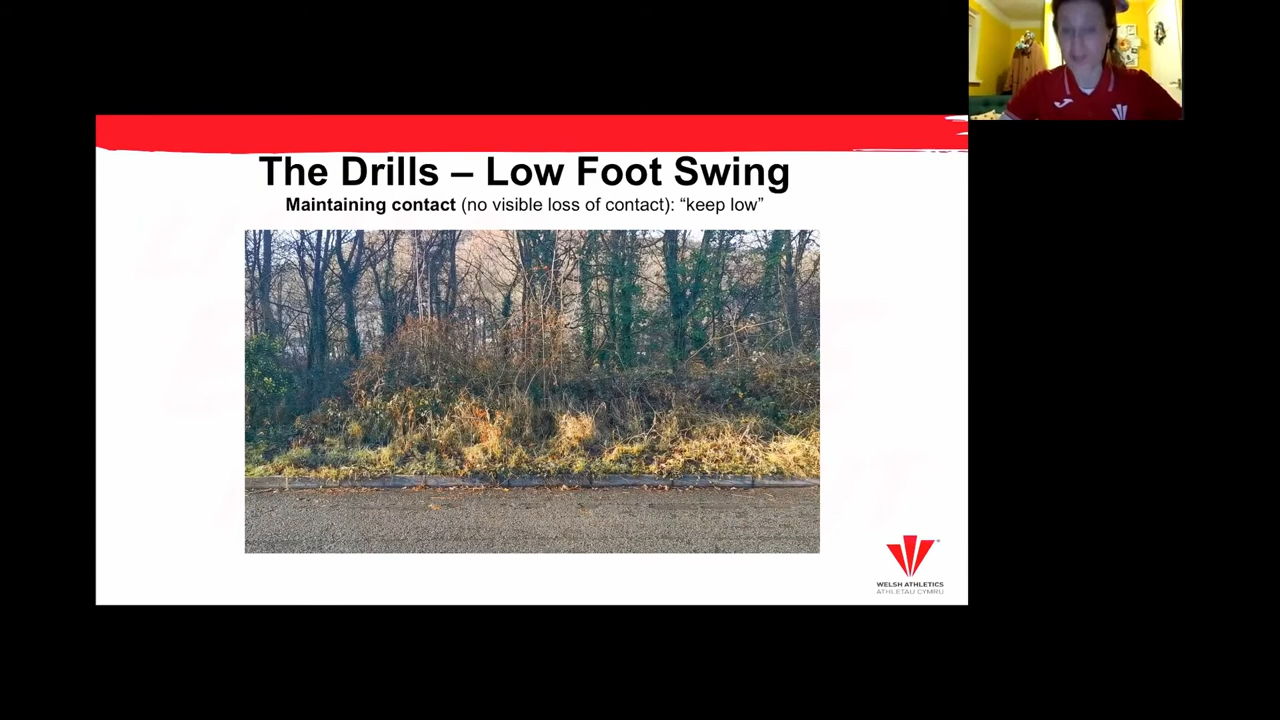 The Drills – Low Foot Swing
Maintaining contact (no visible loss of contact): “keep low”
WELSH ATHLETICS
ATHLETAU CYMRU